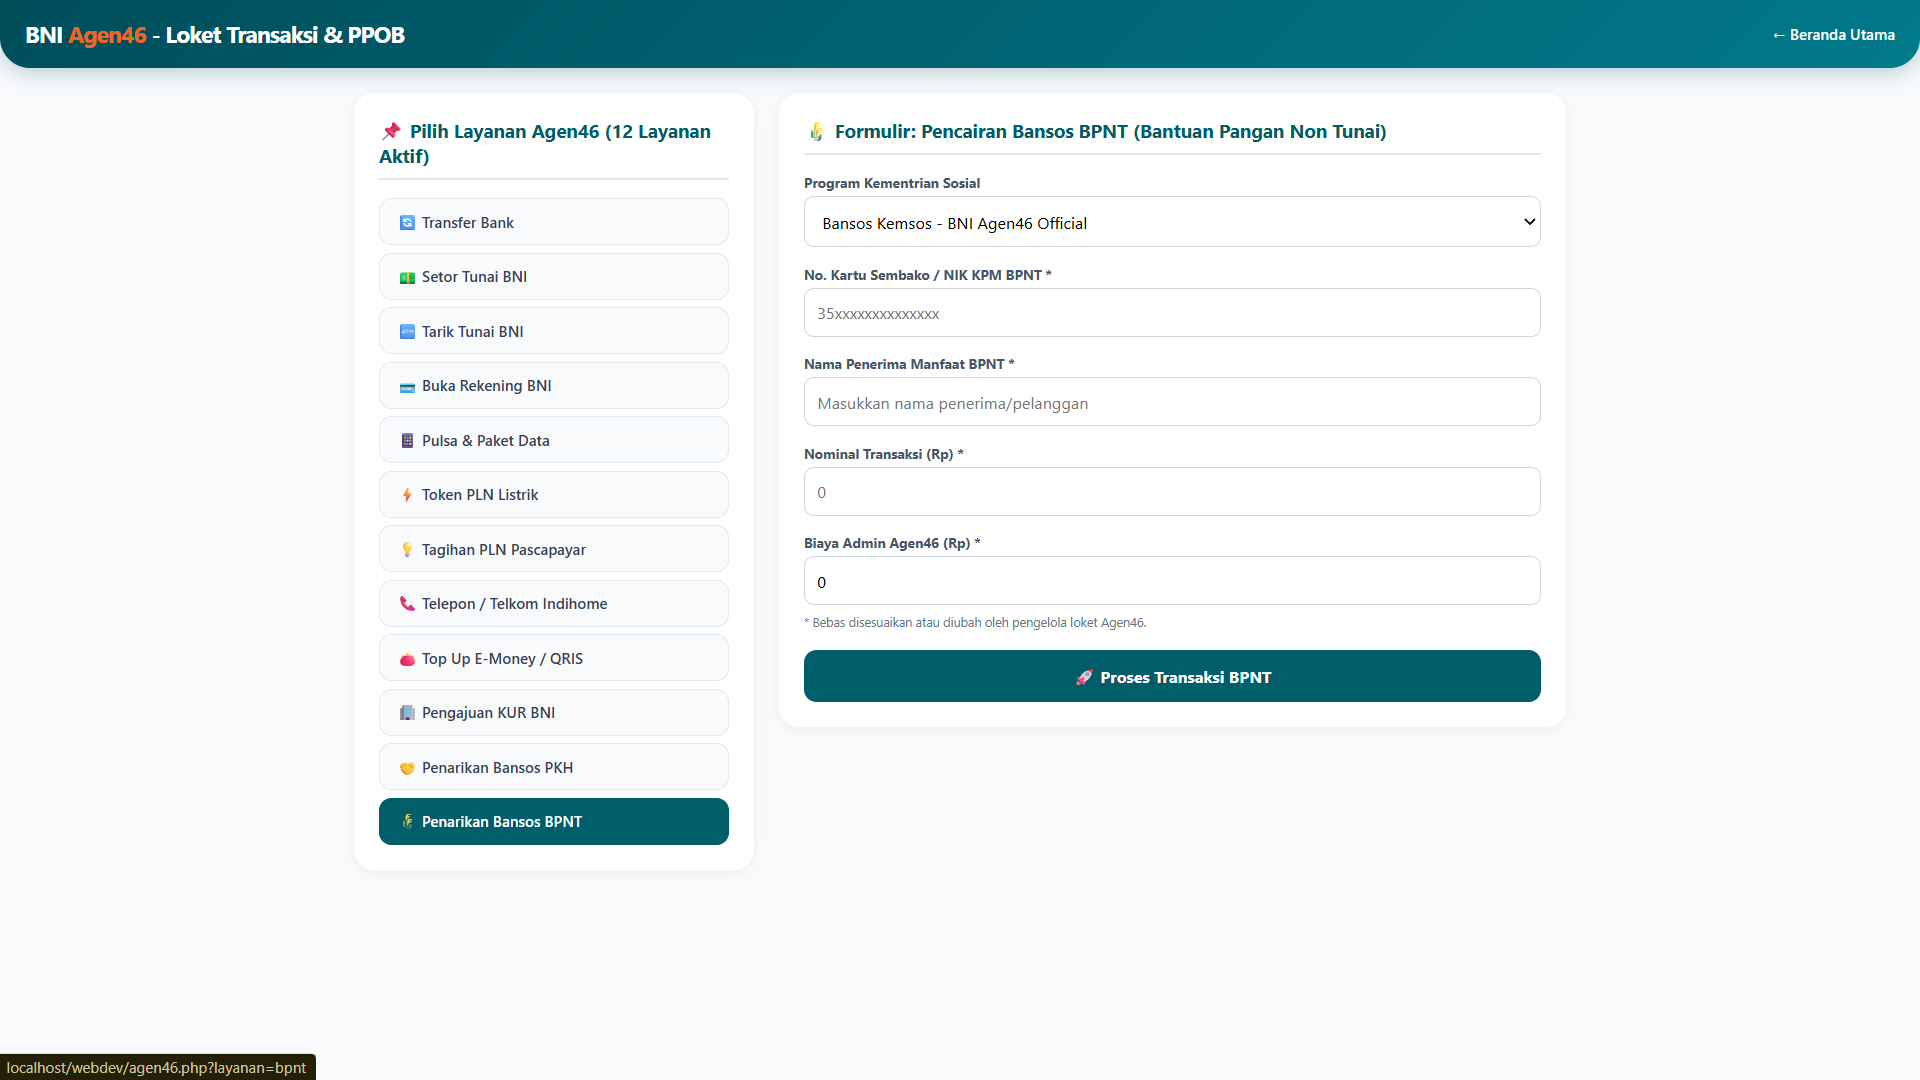 BNI Agen46 - Loket Transaksi & PPOB
← Beranda Utama
📌 Pilih Layanan Agen46 (12 Layanan
Aktif)
🔄 Transfer Bank
💵 Setor Tunai BNI
🏧 Tarik Tunai BNI
💳 Buka Rekening BNI
📱 Pulsa & Paket Data
⚡ Token PLN Listrik
💡 Tagihan PLN Pascapayar
📞 Telepon / Telkom Indihome
👛 Top Up E-Money / QRIS
🏢 Pengajuan KUR BNI
🤝 Penarikan Bansos PKH
🌾 Penarikan Bansos BPNT
🌾 Formulir: Pencairan Bansos BPNT (Bantuan Pangan Non Tunai)
Program Kementrian Sosial
Bansos Kemsos - BNI Agen46 Official
No. Kartu Sembako / NIK KPM BPNT *
35xxxxxxxxxxxxxx
Nama Penerima Manfaat BPNT *
Masukkan nama penerima/pelanggan
Nominal Transaksi (Rp) *
0
Biaya Admin Agen46 (Rp) *
0
* Bebas disesuaikan atau diubah oleh pengelola loket Agen46.
🚀 Proses Transaksi BPNT
localhost/webdev/agen46.php?layanan=bpnt